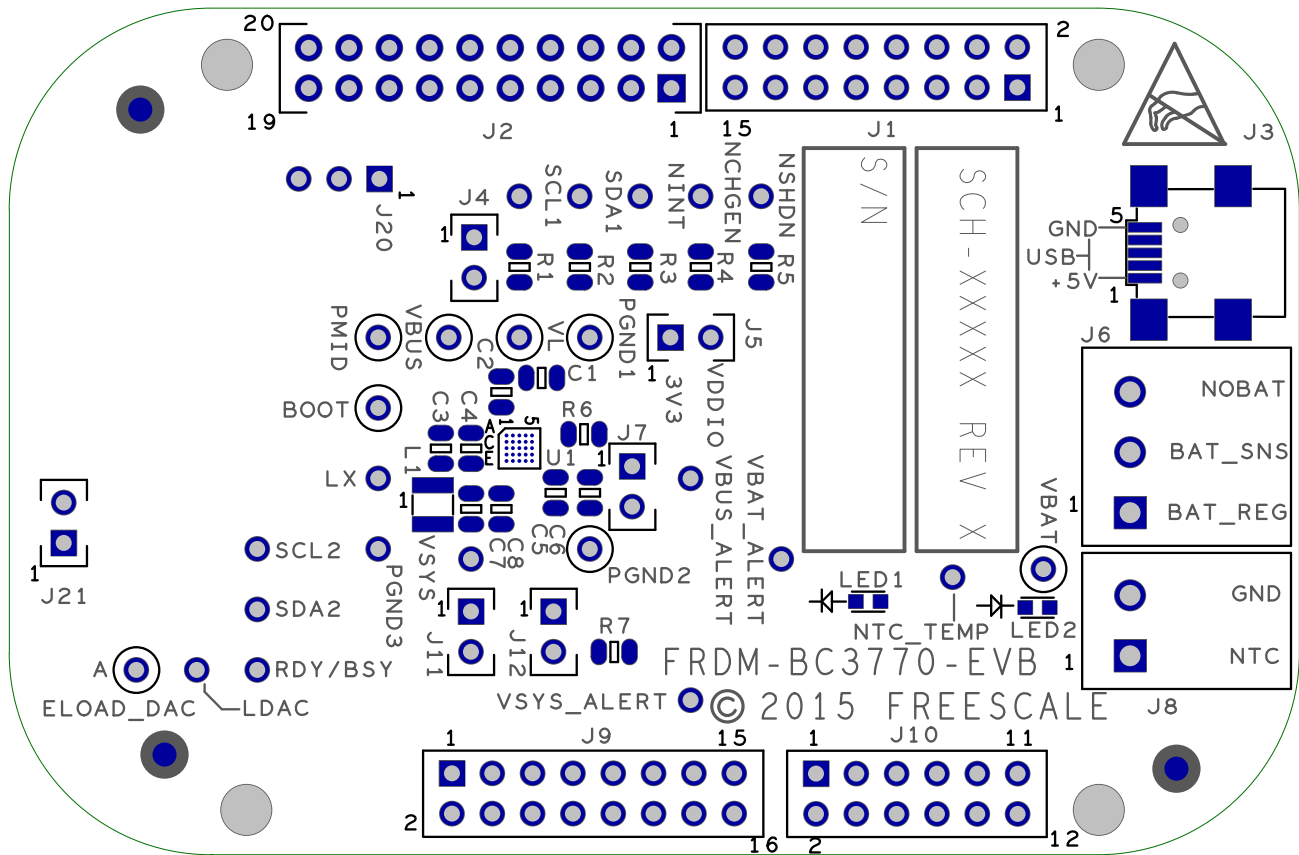 20
2
19
J2
1
15
J1
1
J3
1
J20
J4
1
SCL1
SDA1
NINT
NCHGEN
NSHDN
S/N
SCH-XXXXX REV X
5
GND
USB
+5V
1
R1
R2
R3
R4
R5
PMID
VBUS
VL
PGND1
J5
1
J6
C2
C1
3V3
VDDIO
NOBAT
BOOT
C3
C4
A
C
E
1
5
R6
J7
1
U1
BAT_SNS
L1
LX
1
VBUS_ALERT
VBAT_ALERT
VBAT
1
BAT_REG
SCL2
PGND3
VSYS
C7
C8
C5
C6
PGND2
1
J21
LED1
GND
SDA2
1
1
J11
J12
R7
NTC_TEMP
LED2
1
NTC
A
RDY/BSY
FRDM-BC3770-EVB
ELOAD_DAC
LDAC
VSYS_ALERT
© 2015 FREESCALE
J8
1
J9
15
1
J10
11
2
16
2
12